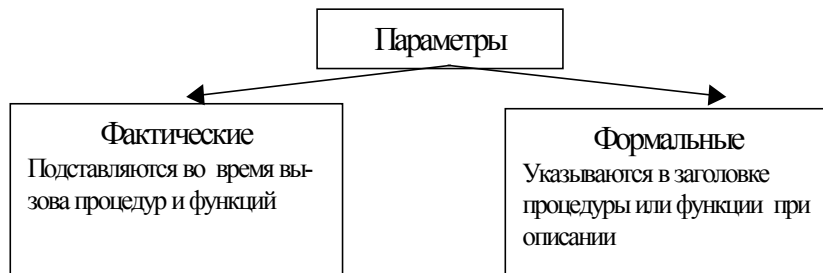 Параметры
Фактические
Подставляются во время вы-
зова процедур и функций
Формальные
Указываются в заголовке
процедуры или функции при
описании